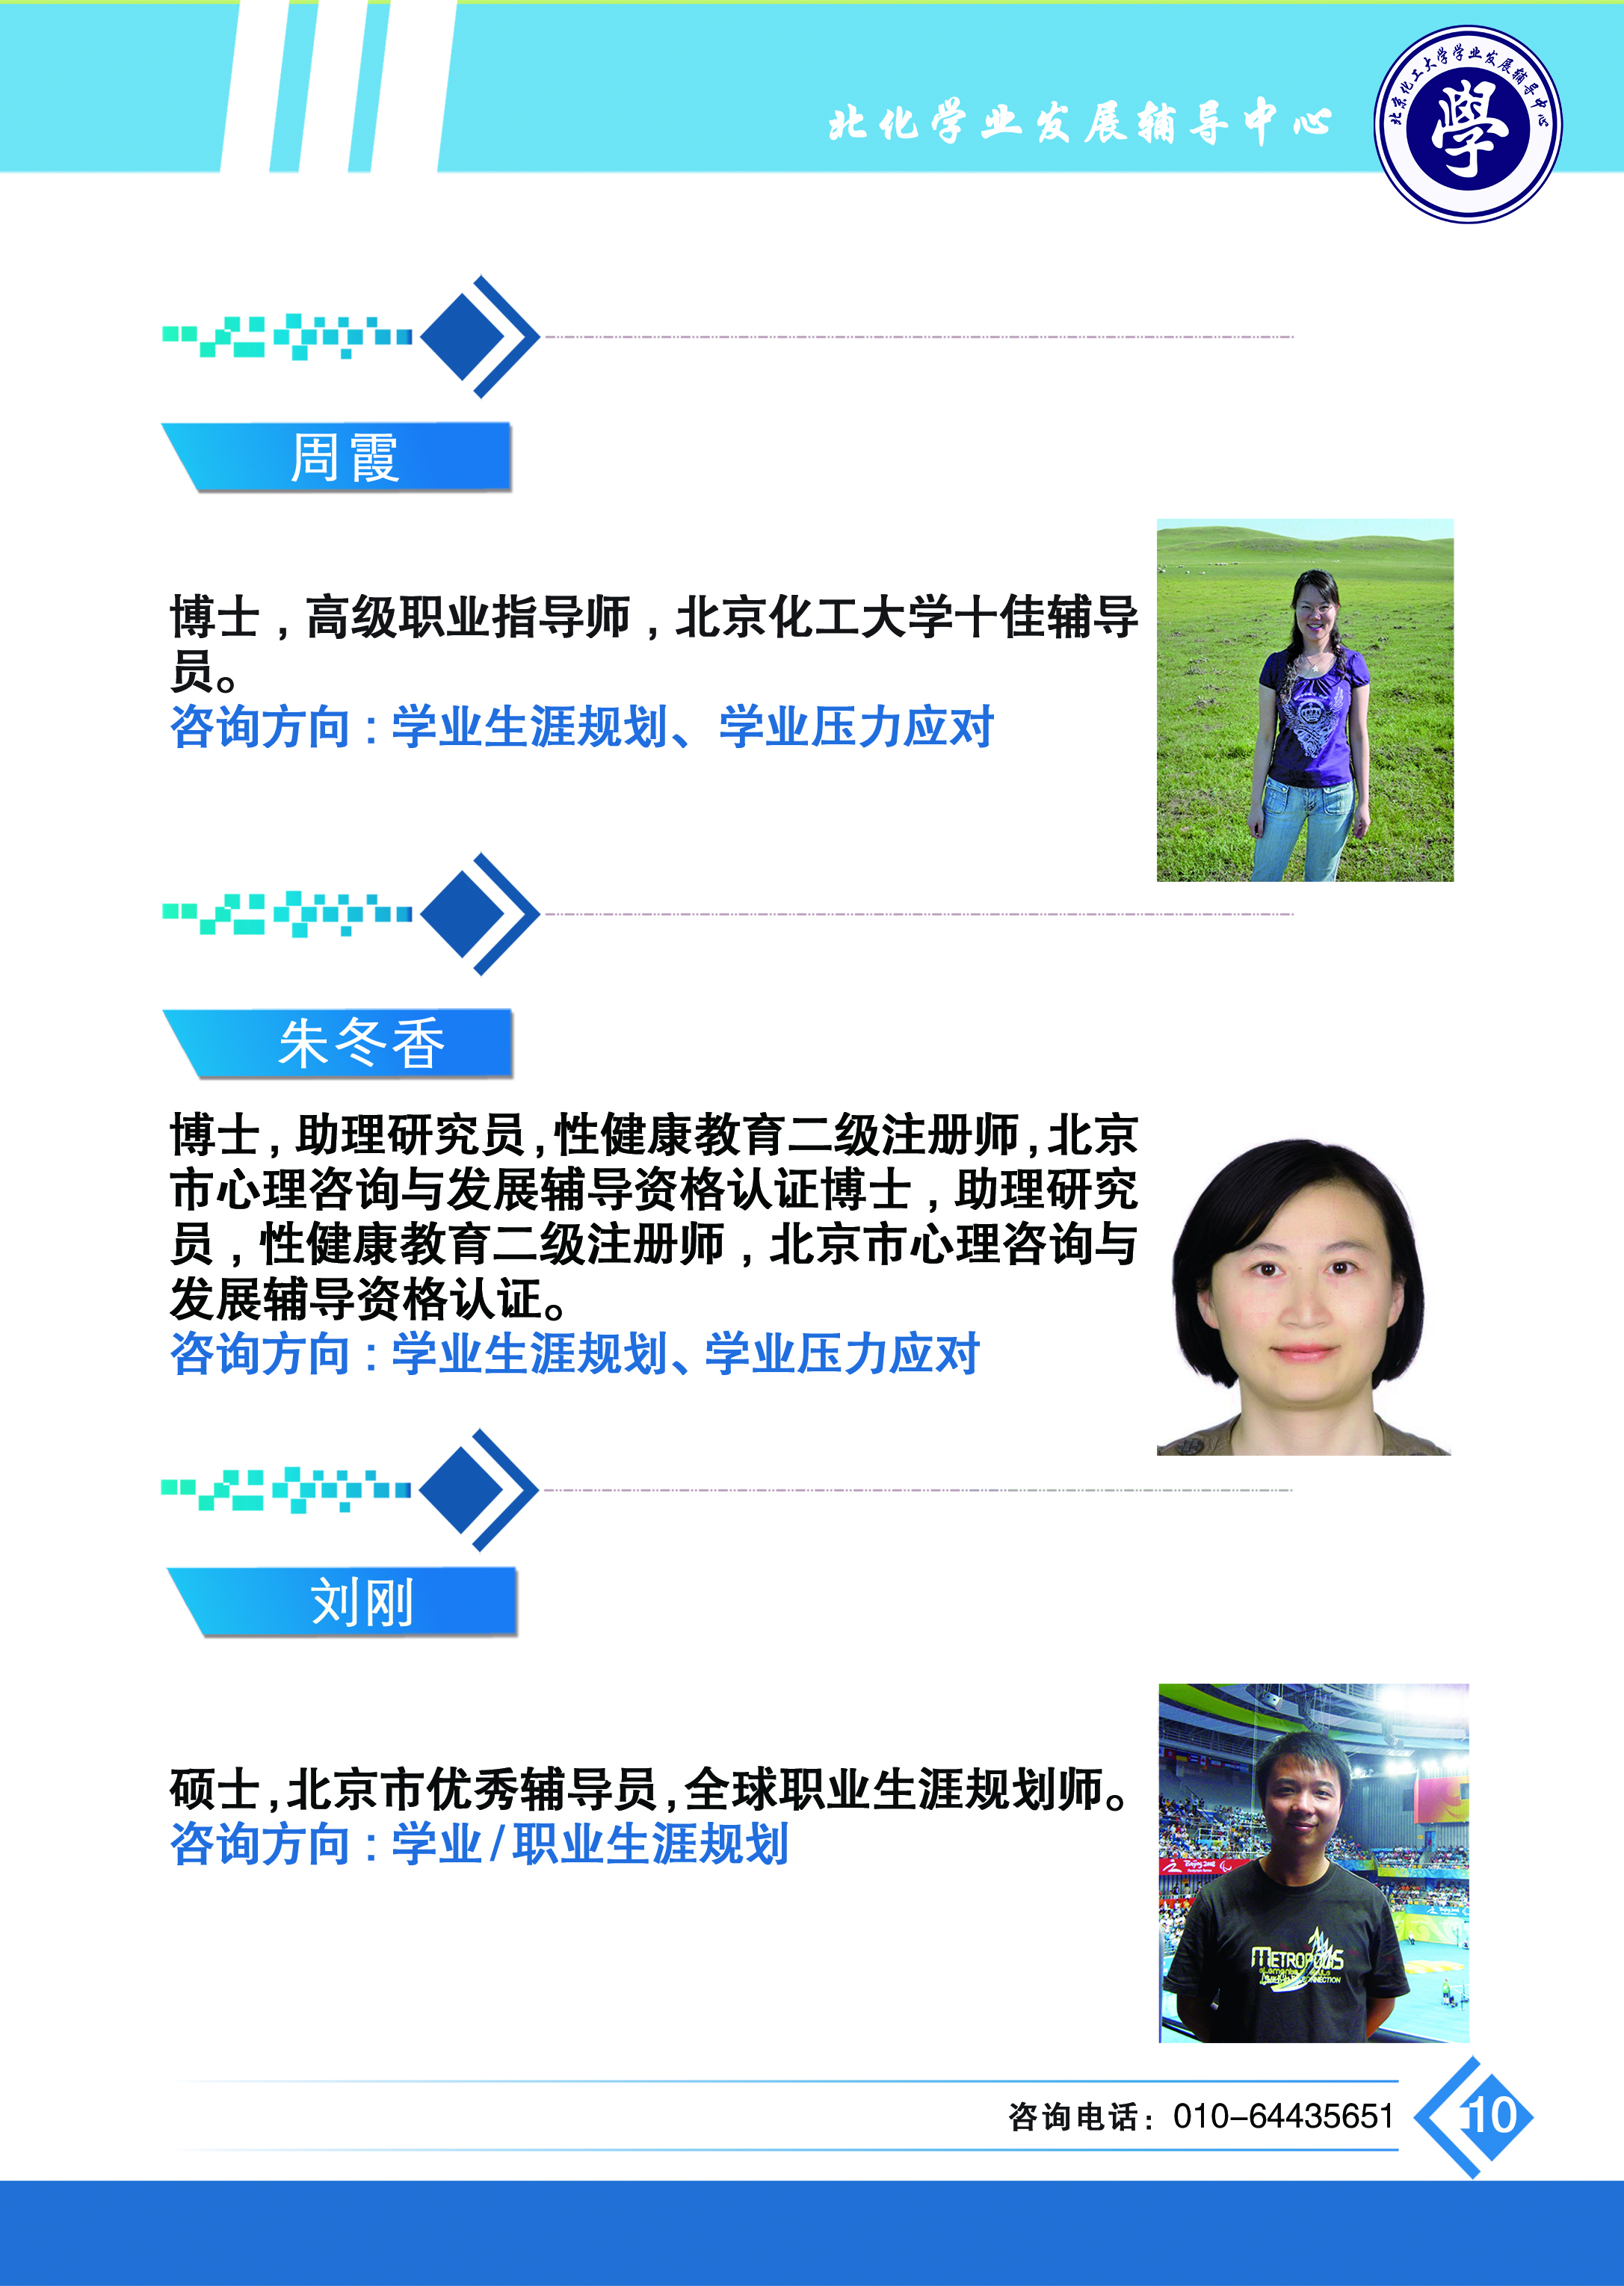 北化学业发展辅导中心
北京化工大学学业发展辅导中心
學
周霞
博士，高级职业指导师，北京化工大学十佳辅导
员。
咨询方向：学业生涯规划、学业压力应对
朱冬香
博士，助理研究员，性健康教育二级注册师，北京
市心理咨询与发展辅导资格认证博士，助理研究
员，性健康教育二级注册师，北京市心理咨询与
发展辅导资格认证。
咨询方向：学业生涯规划、学业压力应对
刘刚
硕士，北京市优秀辅导员，全球职业生涯规划师。
咨询方向：学业/职业生涯规划
Beijing 2008
METROPOLIS
咨询电话：010-64435651
10